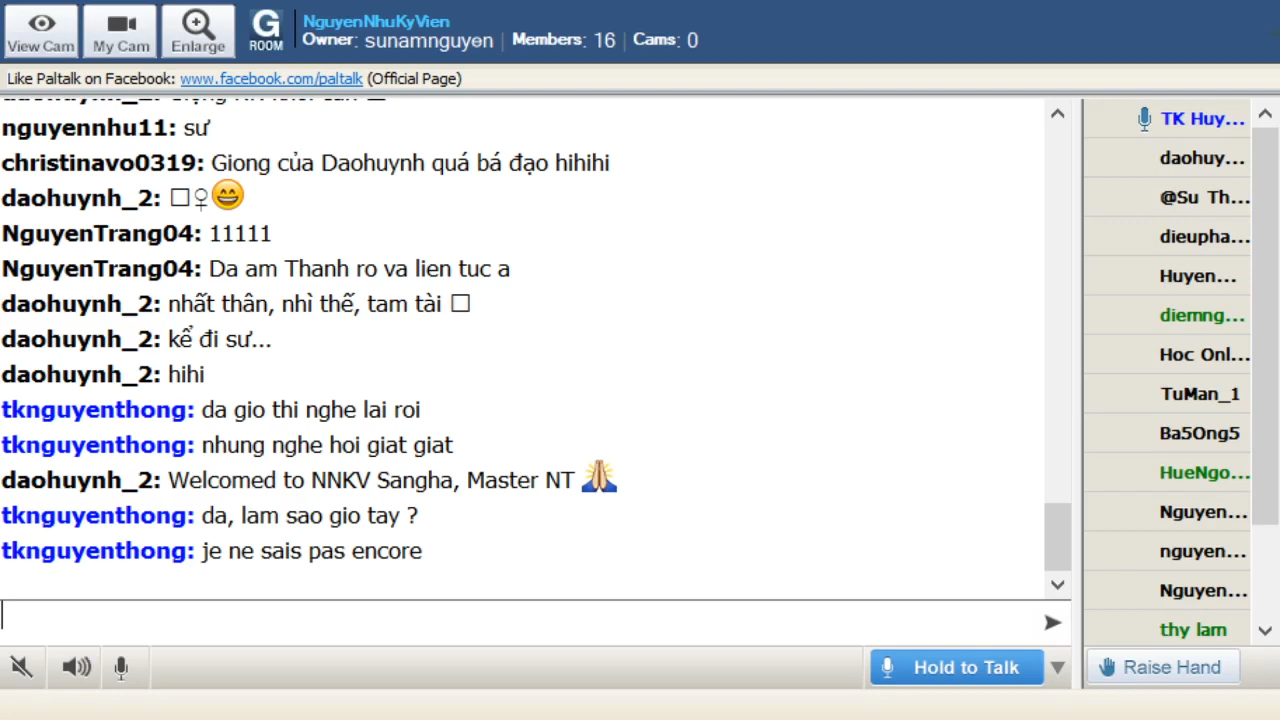 View Cam
My Cam
Enlarge
G
ROOM
NguyenNhuKyVien
Owner: sunamnguyen | Members: 16 | Cams: 0
Like Paltalk on Facebook: www.facebook.com/paltalk (Official Page)
nguyennhu11: sư
christinavo0319: Giong của Daohuynh quá bá đạo hihihi
daohuynh_2: □♀😄
NguyenTrang04: 11111
NguyenTrang04: Da am Thanh ro va lien tuc a
daohuynh_2: nhất thân, nhì thế, tam tài □
daohuynh_2: kể đi sư...
daohuynh_2: hihi
tknguyenthong: da gio thi nghe lai roi
tknguyenthong: nhung nghe hoi giat giat
daohuynh_2: Welcomed to NNKV Sangha, Master NT 🙏
tknguyenthong: da, lam sao gio tay ?
tknguyenthong: je ne sais pas encore
TK Huy...
daohuy...
@Su Th...
dieupha...
Huyen...
diemng...
Hoc Onl...
TuMan_1
Ba5Ong5
HueNgo...
Nguyen...
nguyen...
Nguyen...
thy lam
Hold to Talk
Raise Hand